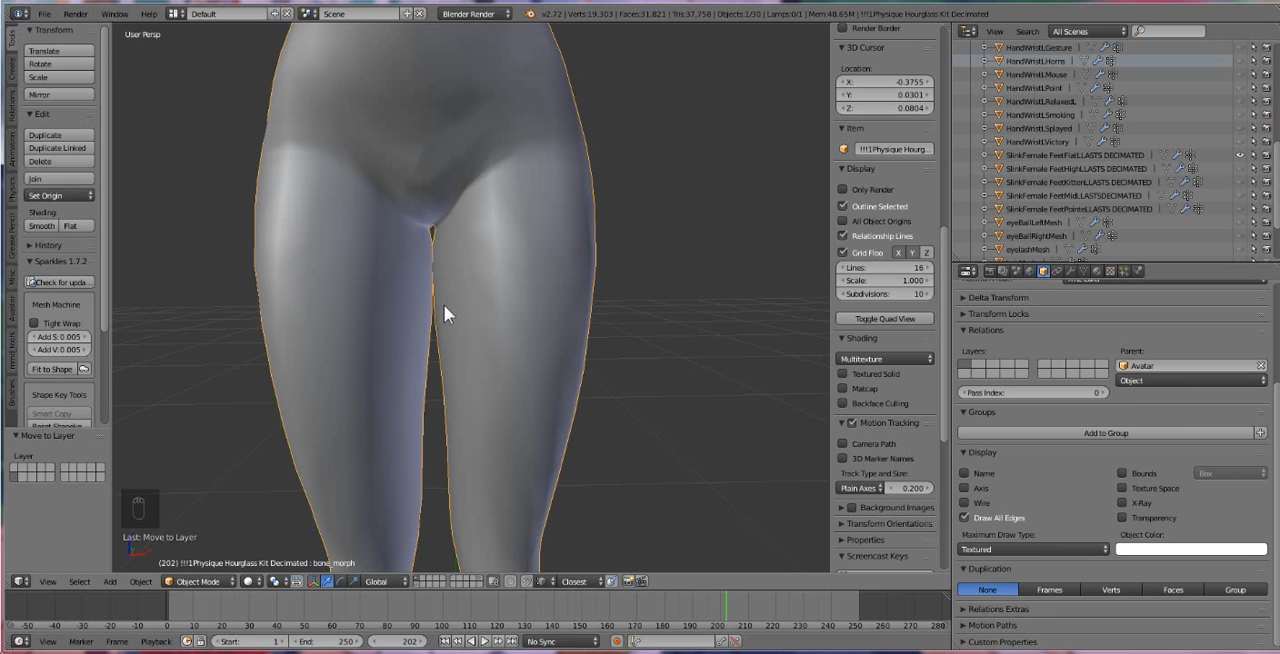 File Render Window Help Default Scene Blender Render v2.72 | Verts:19,303 | Faces:31,821 | Tris:37,758 | Objects:1/30 | Lamps:0/1 | Mem:48.65M | !!!1Physique Hourglass Kit Decimated
Transform
Translate
Rotate
Scale
Mirror
Edit
Duplicate
Duplicate Linked
Delete
Join
Set Origin
Shading:
Smooth Flat
History
Sparkles 1.7.2
Check for upda...
Mesh Machine
Tight Wrap
Add S: 0.005
Add V: 0.005
Fit to Shape
Shape Key Tools
Smart Copy
Move to Layer
Layer
Tools
Create
Relations
Animation
Physics
Grease Pencil
Misc
Avastar
mmd_tools
Brushes
User Persp
Last: Move to Layer
(202) !!!1Physique Hourglass Kit Decimated : bone_morph
Render Border
3D Cursor
Location:
X: -0.3755
Y: 0.0301
Z: 0.0804
Item
!!!1Physique Hourg...
Display
Only Render
Outline Selected
All Object Origins
Relationship Lines
Grid Floo X Y Z
Lines: 16
Scale: 1.000
Subdivisions: 10
Toggle Quad View
Shading
Multitexture
Textured Solid
Matcap
Backface Culling
Motion Tracking
Camera Path
3D Marker Names
Track Type and Size:
Plain Axes 0.200
Background Images
Transform Orientations
Properties
Screencast Keys
View Search All Scenes
HandWristLGesture
HandWristLHorns
HandWristLMouse
HandWristLPoint
HandWristLRelaxedL
HandWristLSmoking
HandWristLSplayed
HandWristLVictory
SlinkFemale FeetFlatLLASTS DECIMATED
SlinkFemale FeetHighLLASTS DECIMATED
SlinkFemale FeetKittenLLASTS DECIMATED
SlinkFemale FeetMidLLASTSDECIMATED
SlinkFemale FeetPointeLLASTS DECIMATED
eyeBallLeftMesh
eyeBallRightMesh
eyelashMesh
Delta Transform
Transform Locks
Relations
Layers: Parent:
Avatar
Object
Pass Index: 0
Groups
Add to Group
Display
Name Bounds Box
Axis Texture Space
Wire X-Ray
Draw All Edges Transparency
Maximum Draw Type: Object Color:
Textured
Duplication
None Frames Verts Faces Group
Relations Extras
Motion Paths
Custom Properties
View Select Add Object Object Mode Global Closest
-50 -40 -30 -20 -10 0 10 20 30 40 50 60 70 80 90 100 110 120 130 140 150 160 170 180 190 200 210 220 230 240 250 260 270 280
View Marker Frame Playback Start: 1 End: 250 202 No Sync